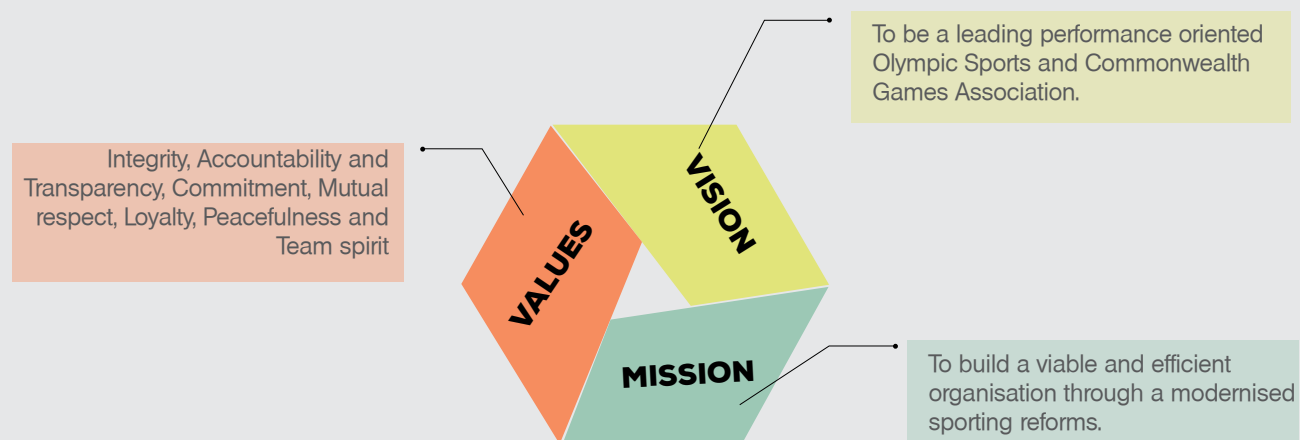 To be a leading performance oriented
Olympic Sports and Commonwealth
Games Association.
VISION
Integrity, Accountability and
Transparency, Commitment, Mutual
respect, Loyalty, Peacefulness and
Team spirit
VALUES
MISSION
To build a viable and efficient
organisation through a modernised
sporting reforms.